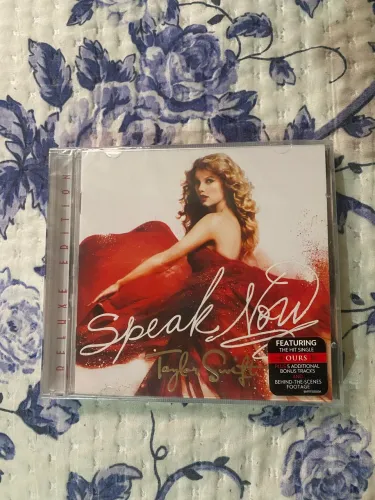 DELUXE EDITION
Speak Now
Taylor Swift
FEATURING
THE HIT SINGLE
OURS
PLUS 5 ADDITIONAL
BONUS TRACKS
BEHIND-THE-SCENES
FOOTAGE